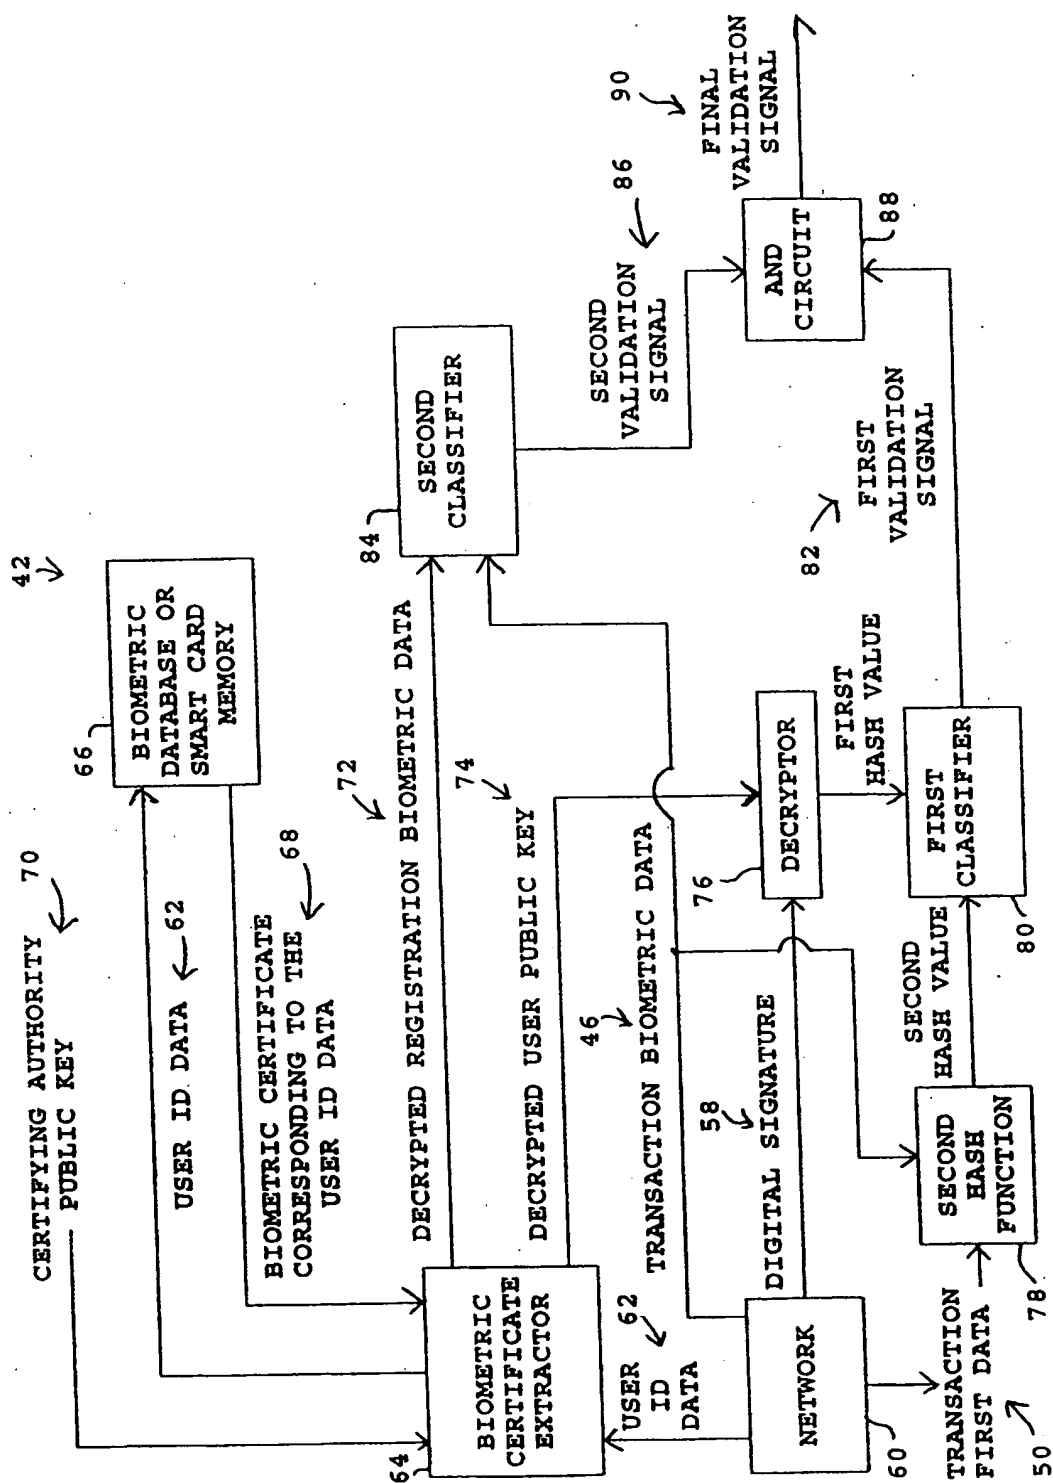 42
CERTIFYING AUTHORITY
PUBLIC KEY
70
USER ID DATA
62
66
BIOMETRIC
DATABASE OR
SMART CARD
MEMORY
BIOMETRIC CERTIFICATE
CORRESPONDING TO THE
USER ID DATA
68
64
BIOMETRIC
CERTIFICATE
EXTRACTOR
DECRYPTED REGISTRATION BIOMETRIC DATA
72
DECRYPTED USER PUBLIC KEY
74
84
SECOND
CLASSIFIER
SECOND
VALIDATION
SIGNAL
86
USER
ID
DATA
62
TRANSACTION BIOMETRIC DATA
46
DIGITAL SIGNATURE
58
NETWORK
60
76
DECRYPTOR
FIRST
HASH VALUE
TRANSACTION
FIRST DATA
50
SECOND
HASH
FUNCTION
78
SECOND
HASH VALUE
FIRST
CLASSIFIER
80
82
FIRST
VALIDATION
SIGNAL
AND
CIRCUIT
88
90
FINAL
VALIDATION
SIGNAL